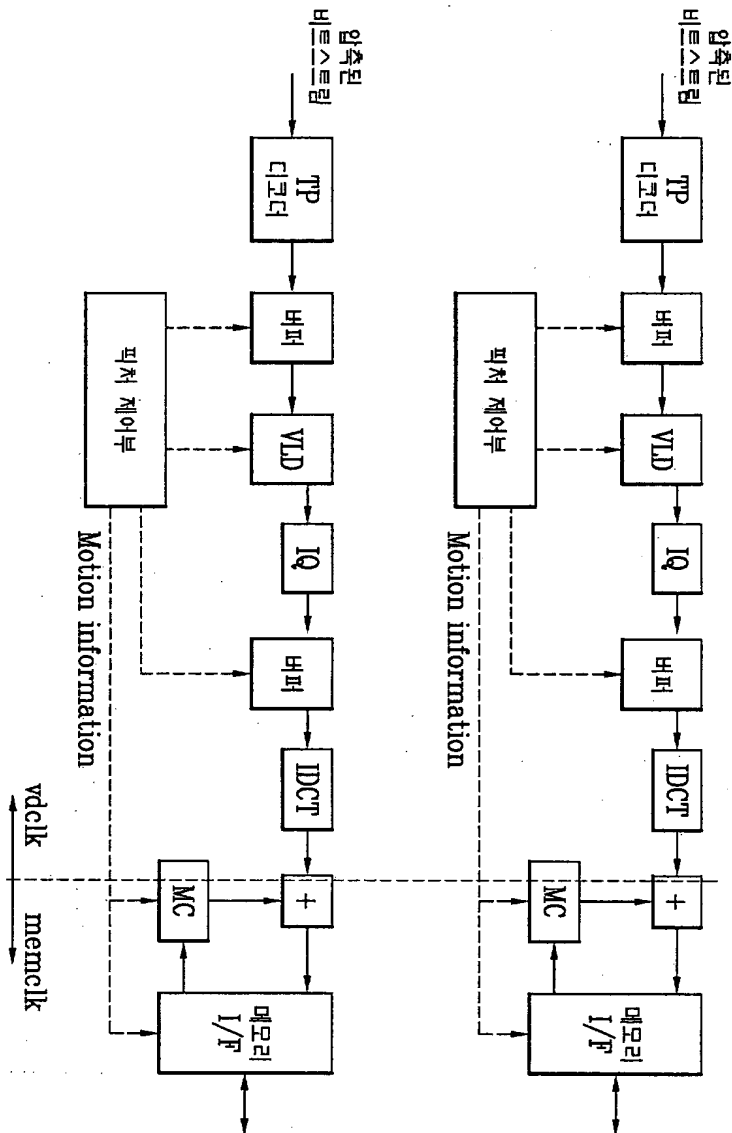 압축된
비트스트림
TP
디코더
버퍼
VLD
IQ
버퍼
IDCT
+
픽처 제어부
Motion information
MC
메모리
I/F
압축된
비트스트림
TP
디코더
버퍼
VLD
IQ
버퍼
IDCT
+
픽처 제어부
Motion information
MC
메모리
I/F
vdclk
memclk